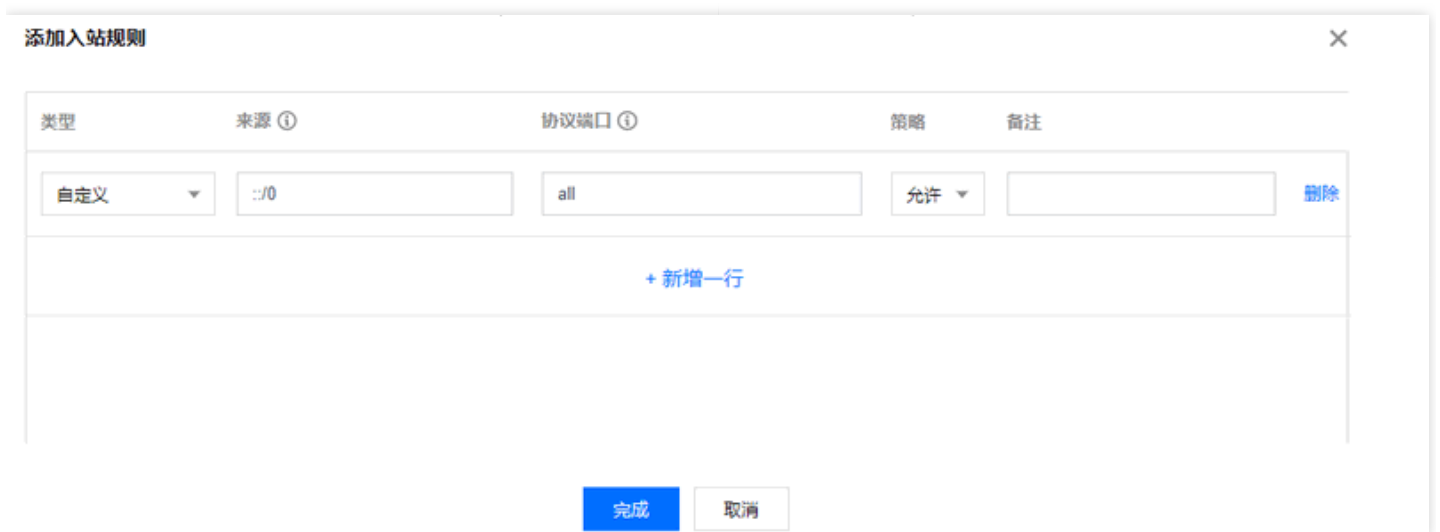 添加入站规则
类型 来源 协议端口 策略 备注
自定义 ::/0 all 允许 删除
+ 新增一行
完成 取消